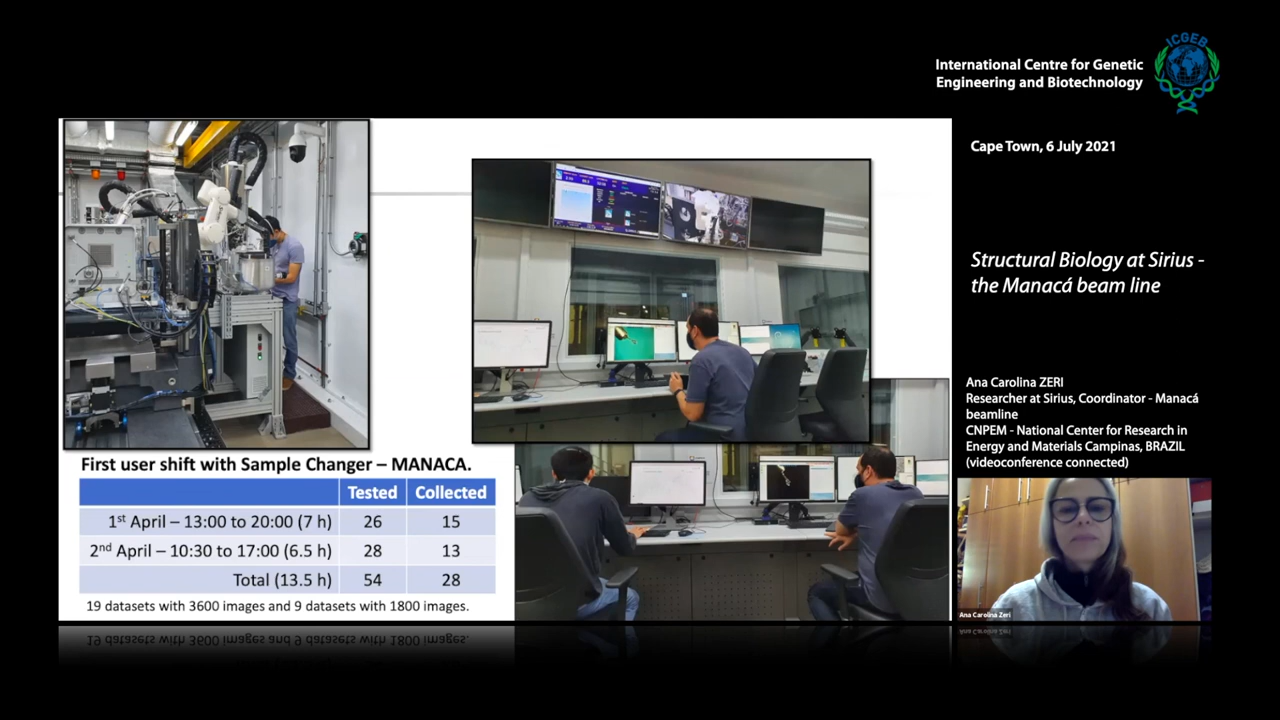 International Centre for Genetic
Engineering and Biotechnology
ICGEB
Cape Town, 6 July 2021
Structural Biology at Sirius -
the Manacá beam line
Ana Carolina ZERI
Researcher at Sirius, Coordinator - Manacá
beamline
CNPEM - National Center for Research in
Energy and Materials Campinas, BRAZIL
(videoconference connected)
Ana Carolina Zeri
First user shift with Sample Changer – MANACA.
Tested Collected
1st April – 13:00 to 20:00 (7 h) 26 15
2nd April – 10:30 to 17:00 (6.5 h) 28 13
Total (13.5 h) 54 28
19 datasets with 3600 images and 9 datasets with 1800 images.